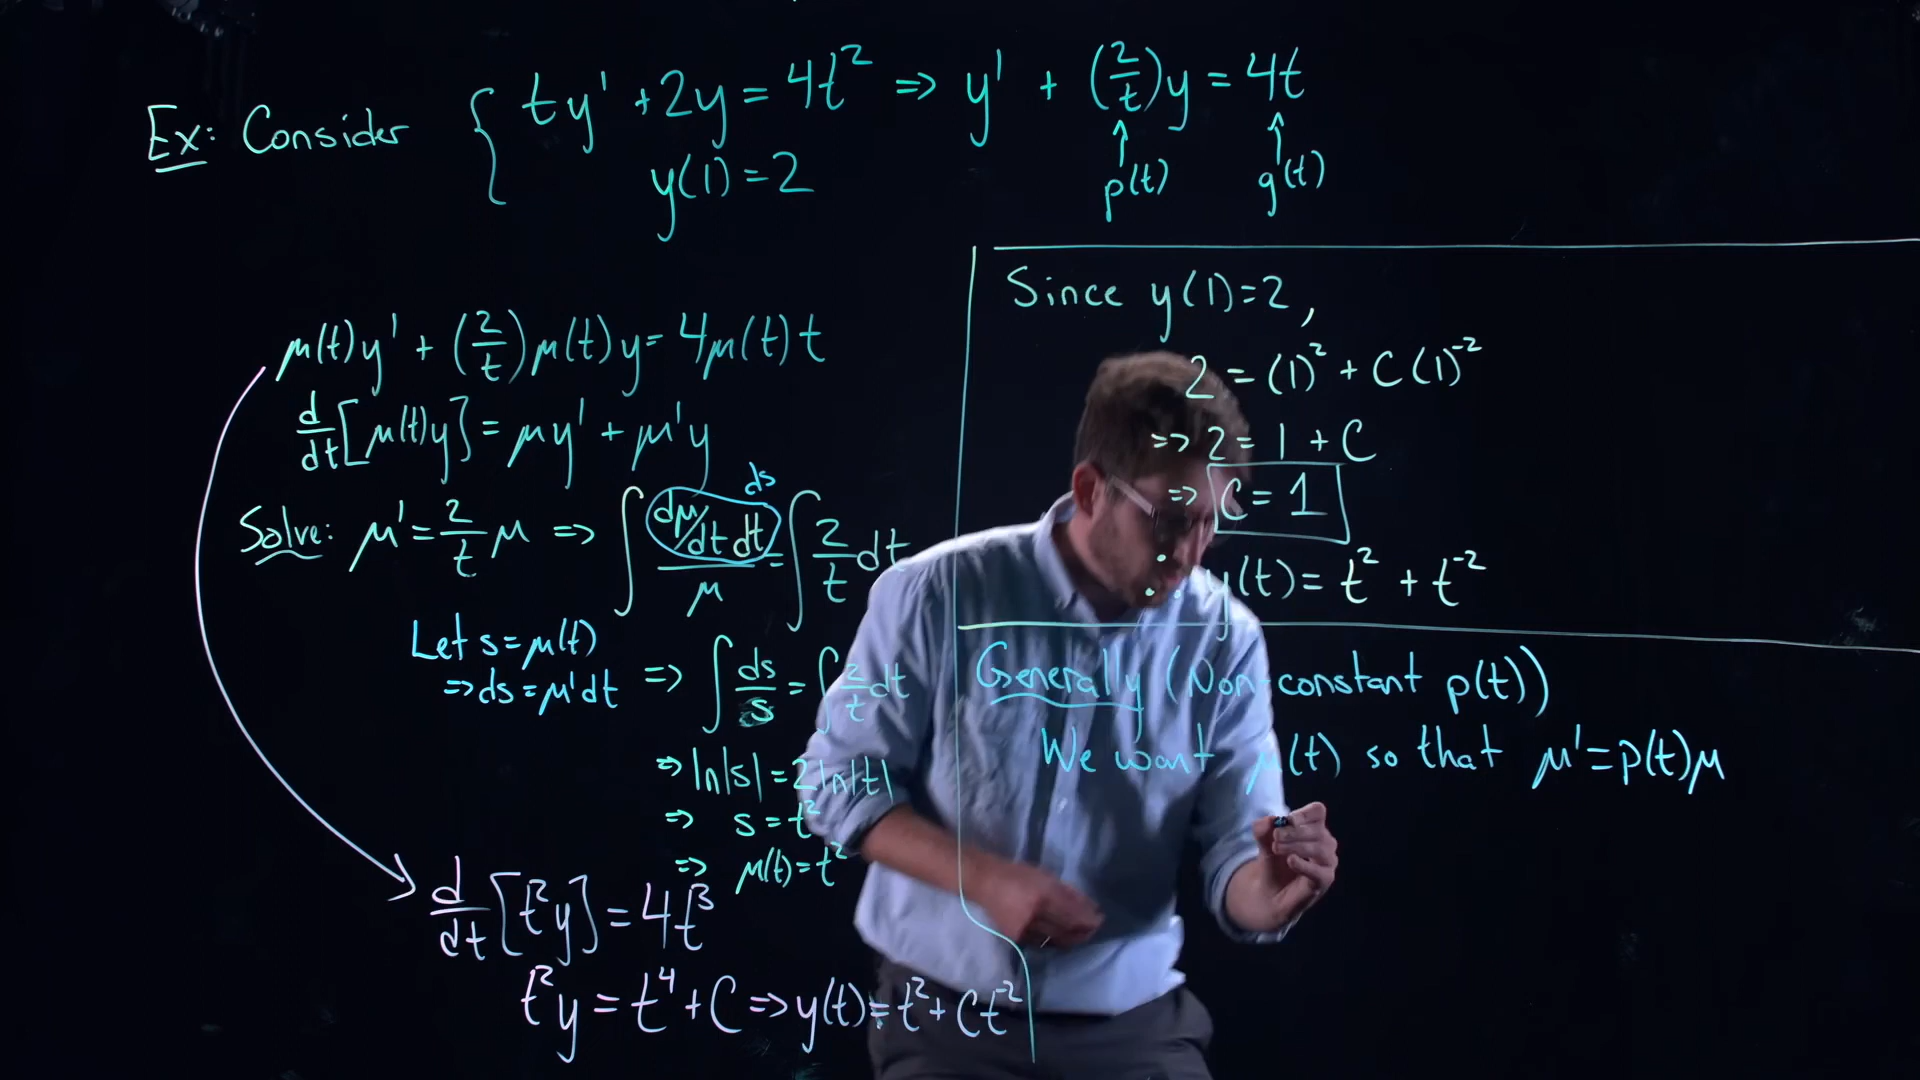 Ex: Consider { ty' + 2y = 4t² ⇒ y' + (2/t)y = 4t
y(1) = 2
↑ p(t) ↑ g(t)
μ(t)y' + (2/t)μ(t)y = 4μ(t)t
d/dt[μ(t)y] = μy' + μ'y
Solve: μ' = 2/t μ ⇒ ∫ (dμ/dt dt)/μ = ∫ 2/t dt
ds
Let s = μ(t)
⇒ ds = μ'dt ⇒ ∫ ds/s = ∫ 2/t dt
⇒ ln|s| = 2ln|t|
⇒ s = t²
⇒ μ(t) = t²
d/dt[t²y] = 4t³
t²y = t⁴ + C ⇒ y(t) = t² + Ct⁻²
Since y(1) = 2,
2 = (1)² + C(1)⁻²
⇒ 2 = 1 + C
⇒ C = 1
∴ y(t) = t² + t⁻²
Generally (Non-constant p(t))
We want μ(t) so that μ' = p(t)μ